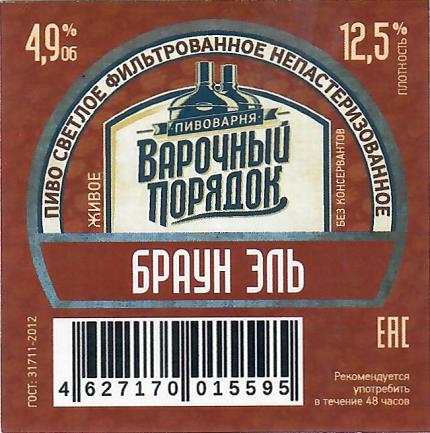 4,9% об
12,5% ПЛОТНОСТЬ
ПИВО СВЕТЛОЕ ФИЛЬТРОВАННОЕ НЕПАСТЕРИЗОВАННОЕ
ПИВОВАРНЯ
ВАРОЧНЫЙ
ПОРЯДОК
ЖИВОЕ
БЕЗ КОНСЕРВАНТОВ
БРАУН ЭЛЬ
ГОСТ: 31711-2012
4 627170 015595
ЕАС
Рекомендуется
употребить
в течение 48 часов